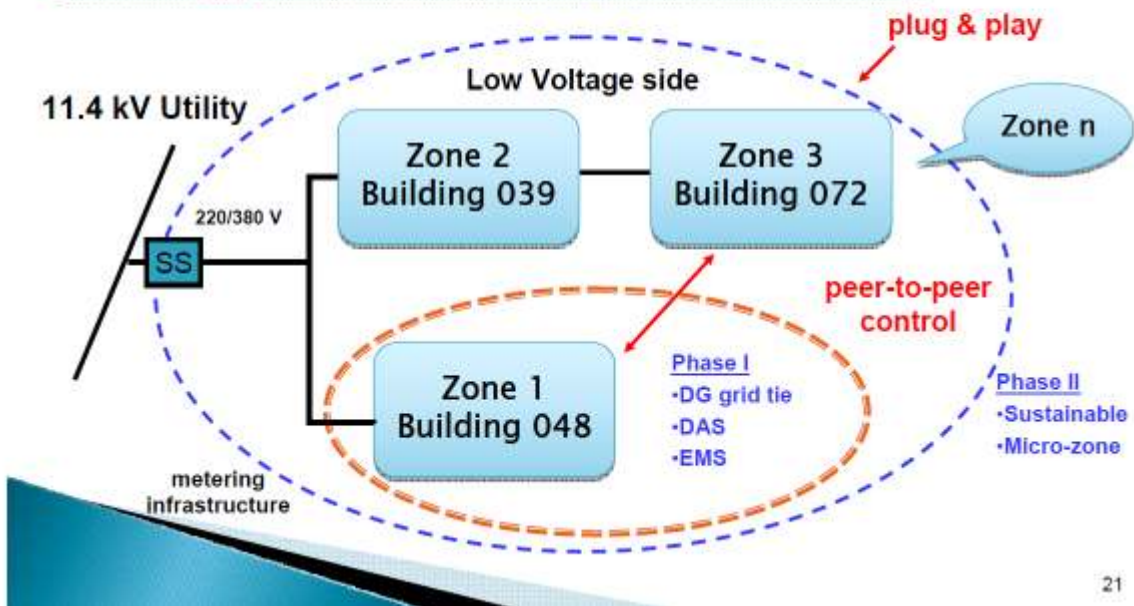 plug & play
Low Voltage side
11.4 kV Utility
Zone n
Zone 2
Building 039
Zone 3
Building 072
220/380 V
SS
peer-to-peer
control
Zone 1
Building 048
Phase I
•DG grid tie
•DAS
•EMS
Phase II
•Sustainable
•Micro-zone
metering
infrastructure
21